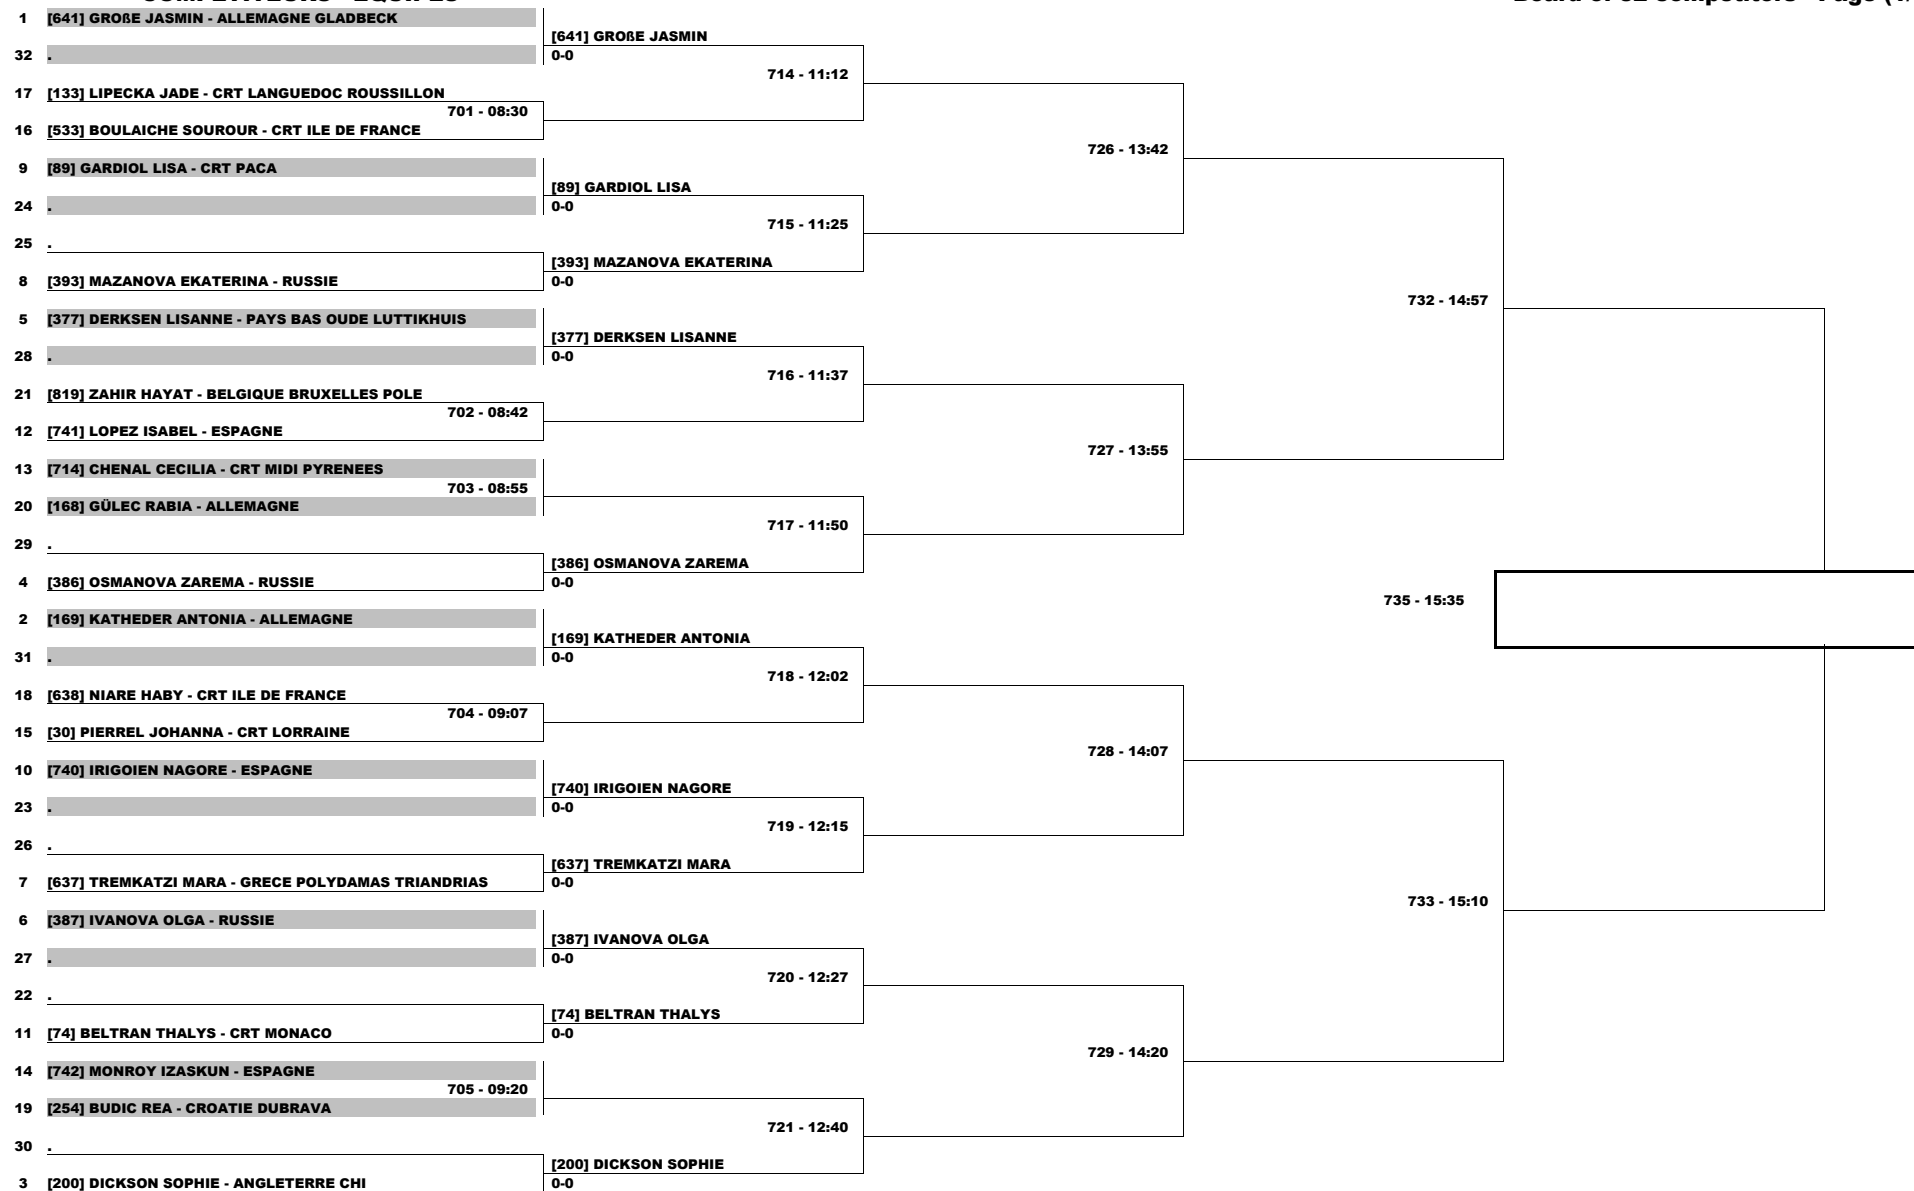 1 [641] GROßE JASMIN - ALLEMAGNE GLADBECK
[641] GROßE JASMIN
32 .
0-0
714 - 11:12
17 [133] LIPECKA JADE - CRT LANGUEDOC ROUSSILLON
701 - 08:30
16 [533] BOULAICHE SOUROUR - CRT ILE DE FRANCE
726 - 13:42
9 [89] GARDIOL LISA - CRT PACA
[89] GARDIOL LISA
24 .
0-0
715 - 11:25
25 .
[393] MAZANOVA EKATERINA
8 [393] MAZANOVA EKATERINA - RUSSIE
0-0
732 - 14:57
5 [377] DERKSEN LISANNE - PAYS BAS OUDE LUTTIKHUIS
[377] DERKSEN LISANNE
28 .
0-0
716 - 11:37
21 [819] ZAHIR HAYAT - BELGIQUE BRUXELLES POLE
702 - 08:42
12 [741] LOPEZ ISABEL - ESPAGNE
727 - 13:55
13 [714] CHENAL CECILIA - CRT MIDI PYRENEES
703 - 08:55
20 [168] GÜLEC RABIA - ALLEMAGNE
717 - 11:50
29 .
[386] OSMANOVA ZAREMA
4 [386] OSMANOVA ZAREMA - RUSSIE
0-0
735 - 15:35
2 [169] KATHEDER ANTONIA - ALLEMAGNE
[169] KATHEDER ANTONIA
31 .
0-0
718 - 12:02
18 [638] NIARE HABY - CRT ILE DE FRANCE
704 - 09:07
15 [30] PIERREL JOHANNA - CRT LORRAINE
728 - 14:07
10 [740] IRIGOIEN NAGORE - ESPAGNE
[740] IRIGOIEN NAGORE
23 .
0-0
719 - 12:15
26 .
[637] TREMKATZI MARA
7 [637] TREMKATZI MARA - GRECE POLYDAMAS TRIANDRIAS
0-0
733 - 15:10
6 [387] IVANOVA OLGA - RUSSIE
[387] IVANOVA OLGA
27 .
0-0
720 - 12:27
22 .
[74] BELTRAN THALYS
11 [74] BELTRAN THALYS - CRT MONACO
0-0
729 - 14:20
14 [742] MONROY IZASKUN - ESPAGNE
705 - 09:20
19 [254] BUDIC REA - CROATIE DUBRAVA
721 - 12:40
30 .
[200] DICKSON SOPHIE
3 [200] DICKSON SOPHIE - ANGLETERRE CHI
0-0